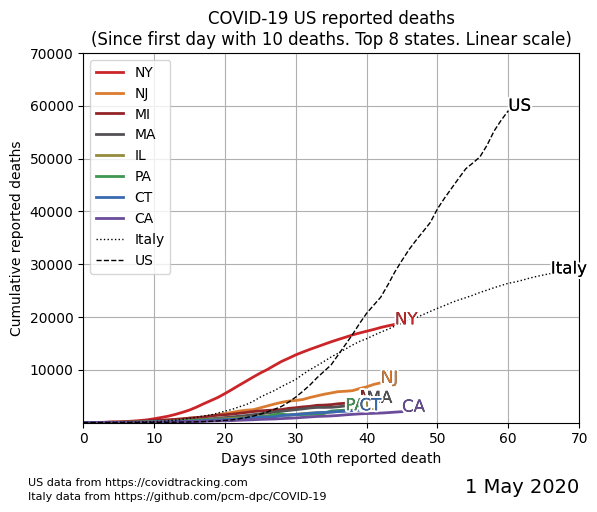 COVID-19 US reported deaths
(Since first day with 10 deaths. Top 8 states. Linear scale)
70000
60000
50000
40000
30000
20000
10000
Cumulative reported deaths
NY
NJ
MI
MA
IL
PA
CT
CA
Italy
US
US
Italy
NY
NJ
MA
PA
CT
CA
0 10 20 30 40 50 60 70
Days since 10th reported death
US data from https://covidtracking.com
Italy data from https://github.com/pcm-dpc/COVID-19
1 May 2020